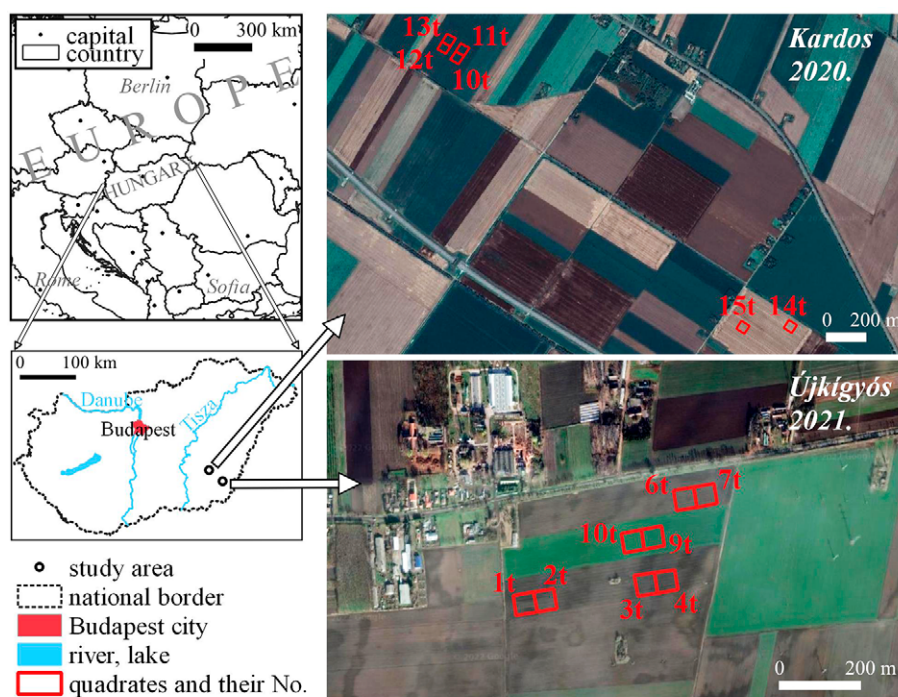 capital
country
0 300 km
Berlin
EUROPE
HUNGARY
Rome
Sofia
0 100 km
Danube
Tisza
Budapest
study area
national border
Budapest city
river, lake
quadrates and their No.
Kardos
2020.
13t
11t
12t
10t
15t 14t
0 200 m
Újkígyós
2021.
6t 7t
10t
9t
1t 2t
3t 4t
0 200 m